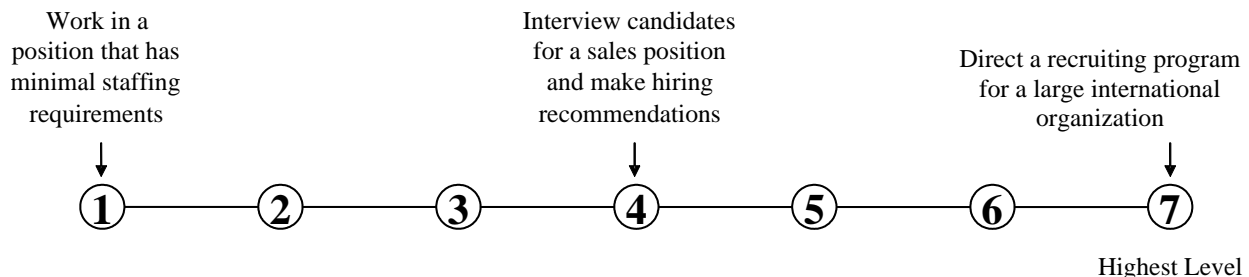 Work in a
position that has
minimal staffing
requirements
Interview candidates
for a sales position
and make hiring
recommendations
Direct a recruiting program
for a large international
organization
1
2
3
4
5
6
7
Highest Level